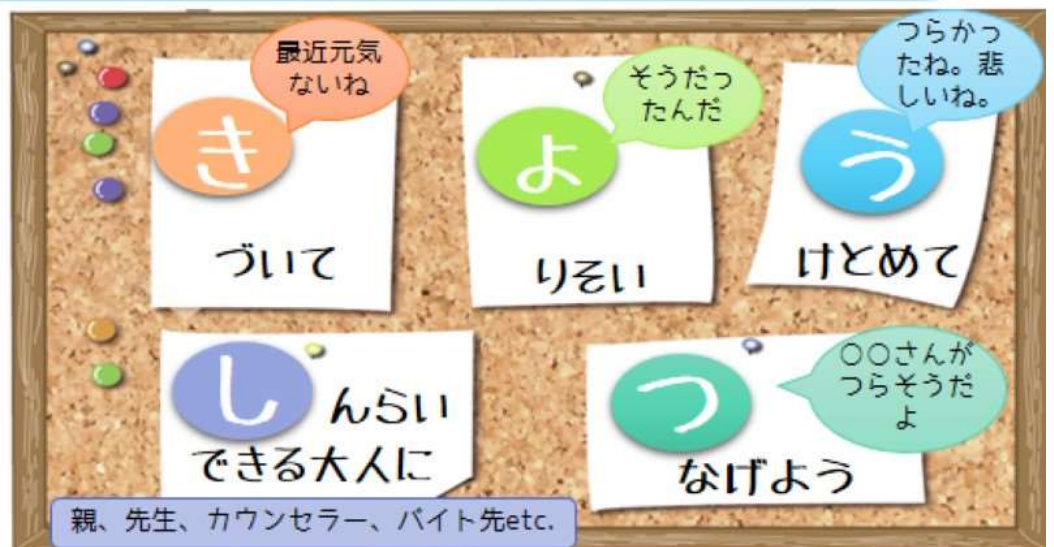 最近元気
ないね
き
づいて
そうだっ
たんだ
よ
りそい
つらかっ
たね。悲
しいね。
う
けとめて
し んらい
できる大人に
親、先生、カウンセラー、バイト先etc.
〇〇さんが
つらそうだ
よ
つ
なげよう